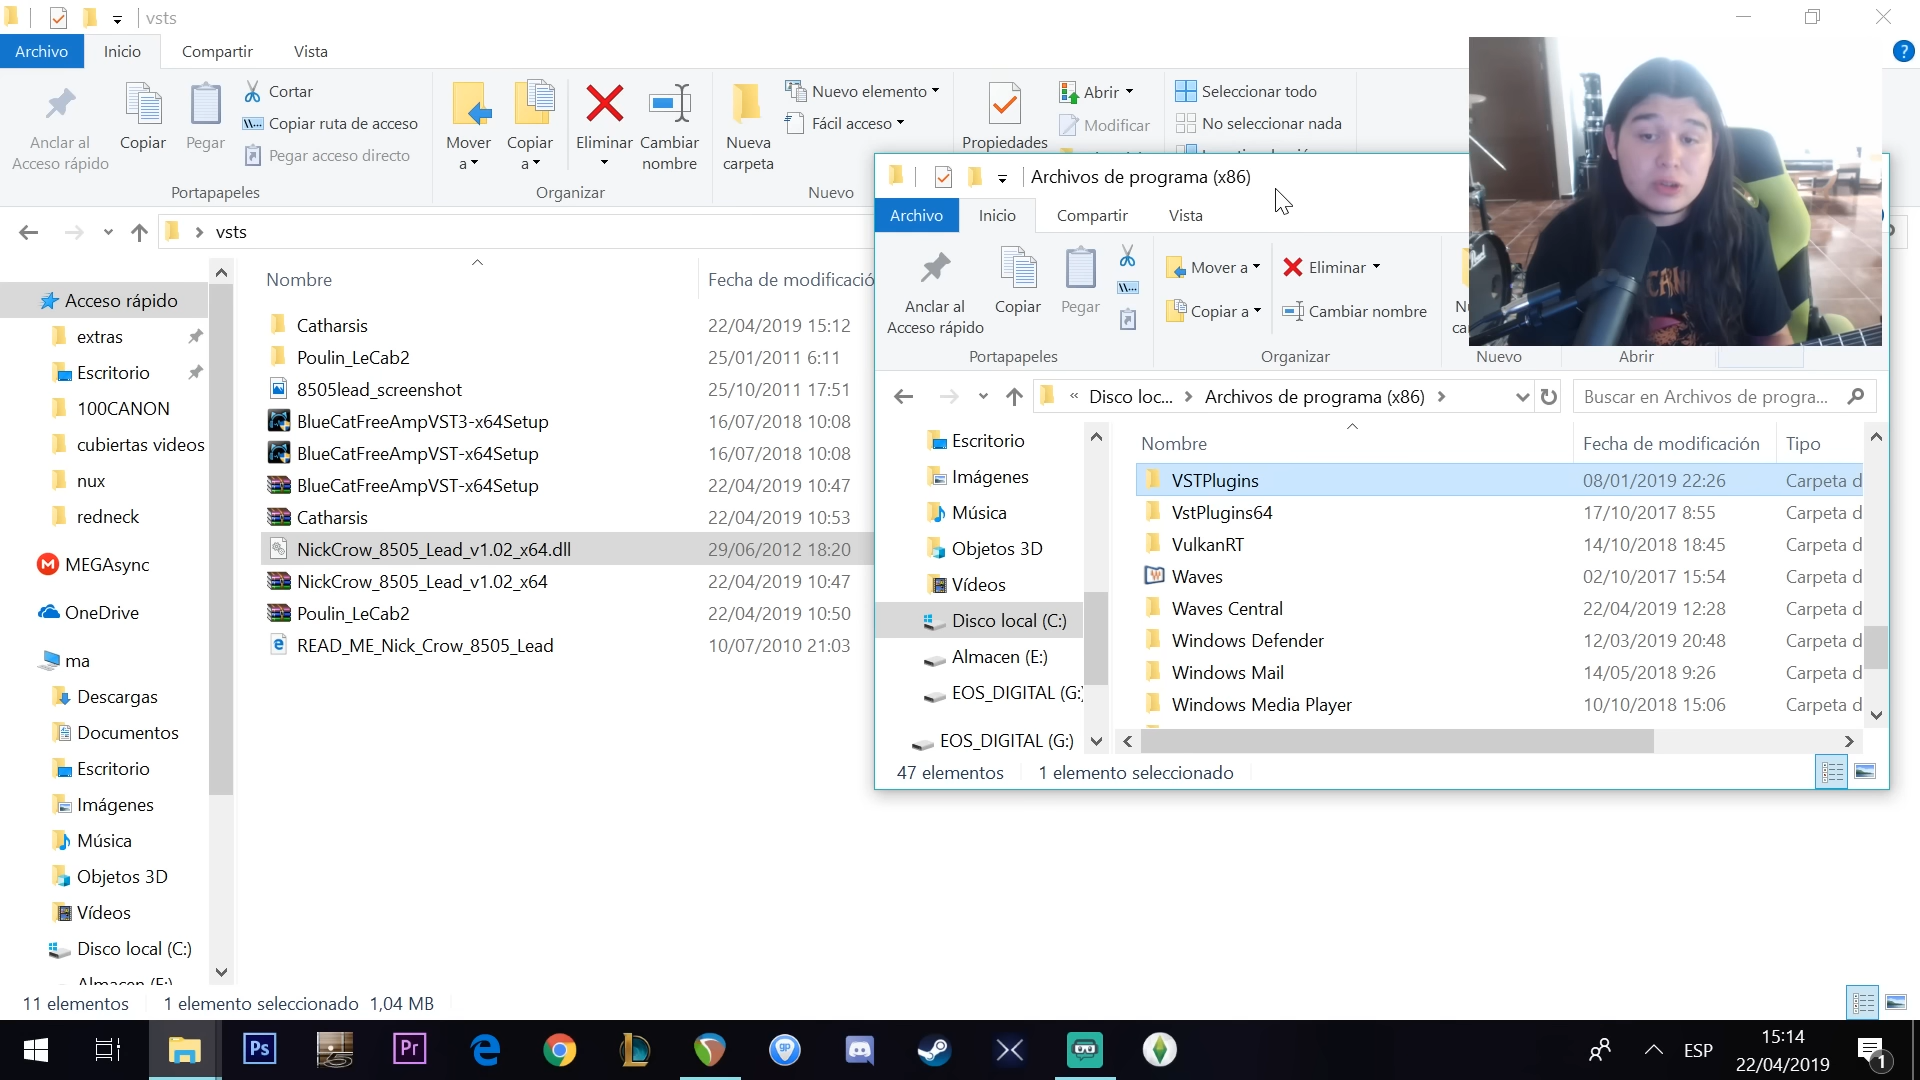 vsts
Archivo
Inicio
Compartir
Vista
Anclar al
Acceso rápido
Copiar
Pegar
Cortar
Copiar ruta de acceso
Pegar acceso directo
Portapapeles
Mover
a
Copiar
a
Eliminar
Cambiar
nombre
Organizar
Nueva
carpeta
Nuevo elemento
Fácil acceso
Nuevo
Propiedades
Abrir
Modificar
Seleccionar todo
No seleccionar nada
vsts
Acceso rápido
extras
Escritorio
100CANON
cubiertas videos
nux
redneck
MEGAsync
OneDrive
ma
Descargas
Documentos
Escritorio
Imágenes
Música
Objetos 3D
Vídeos
Disco local (C:)
Almacen (E:)
Nombre
Fecha de modificació
Catharsis 22/04/2019 15:12
Poulin_LeCab2 25/01/2011 6:11
8505lead_screenshot 25/10/2011 17:51
BlueCatFreeAmpVST3-x64Setup 16/07/2018 10:08
BlueCatFreeAmpVST-x64Setup 16/07/2018 10:08
BlueCatFreeAmpVST-x64Setup 22/04/2019 10:47
Catharsis 22/04/2019 10:53
NickCrow_8505_Lead_v1.02_x64.dll 29/06/2012 18:20
NickCrow_8505_Lead_v1.02_x64 22/04/2019 10:47
Poulin_LeCab2 22/04/2019 10:50
READ_ME_Nick_Crow_8505_Lead 10/07/2010 21:03
11 elementos
1 elemento seleccionado 1,04 MB
Archivos de programa (x86)
Archivo
Inicio
Compartir
Vista
Anclar al
Acceso rápido
Copiar
Pegar
Portapapeles
Mover a
Copiar a
Eliminar
Cambiar nombre
Organizar
Nuevo
Abrir
« Disco loc... > Archivos de programa (x86) >
Buscar en Archivos de progra...
Escritorio
Imágenes
Música
Objetos 3D
Vídeos
Disco local (C:)
Almacen (E:)
EOS_DIGITAL (G:)
EOS_DIGITAL (G:)
Nombre
Fecha de modificación
Tipo
VSTPlugins 08/01/2019 22:26 Carpeta d
VstPlugins64 17/10/2017 8:55 Carpeta d
VulkanRT 14/10/2018 18:45 Carpeta d
Waves 02/10/2017 15:54 Carpeta d
Waves Central 22/04/2019 12:28 Carpeta d
Windows Defender 12/03/2019 20:48 Carpeta d
Windows Mail 14/05/2018 9:26 Carpeta d
Windows Media Player 10/10/2018 15:06 Carpeta d
47 elementos
1 elemento seleccionado
Ps
Pr
gp
ESP
15:14
22/04/2019
1